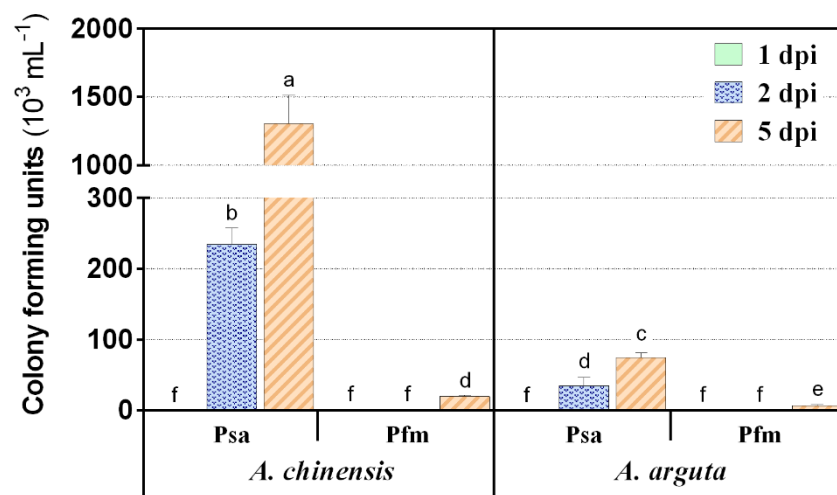 Colony forming units (10³ mL⁻¹)
2000
1500
1000
300
200
100
0
1 dpi
2 dpi
5 dpi
a
b
f
f
f
d
f
d
c
f
f
e
Psa
Pfm
Psa
Pfm
A. chinensis
A. arguta